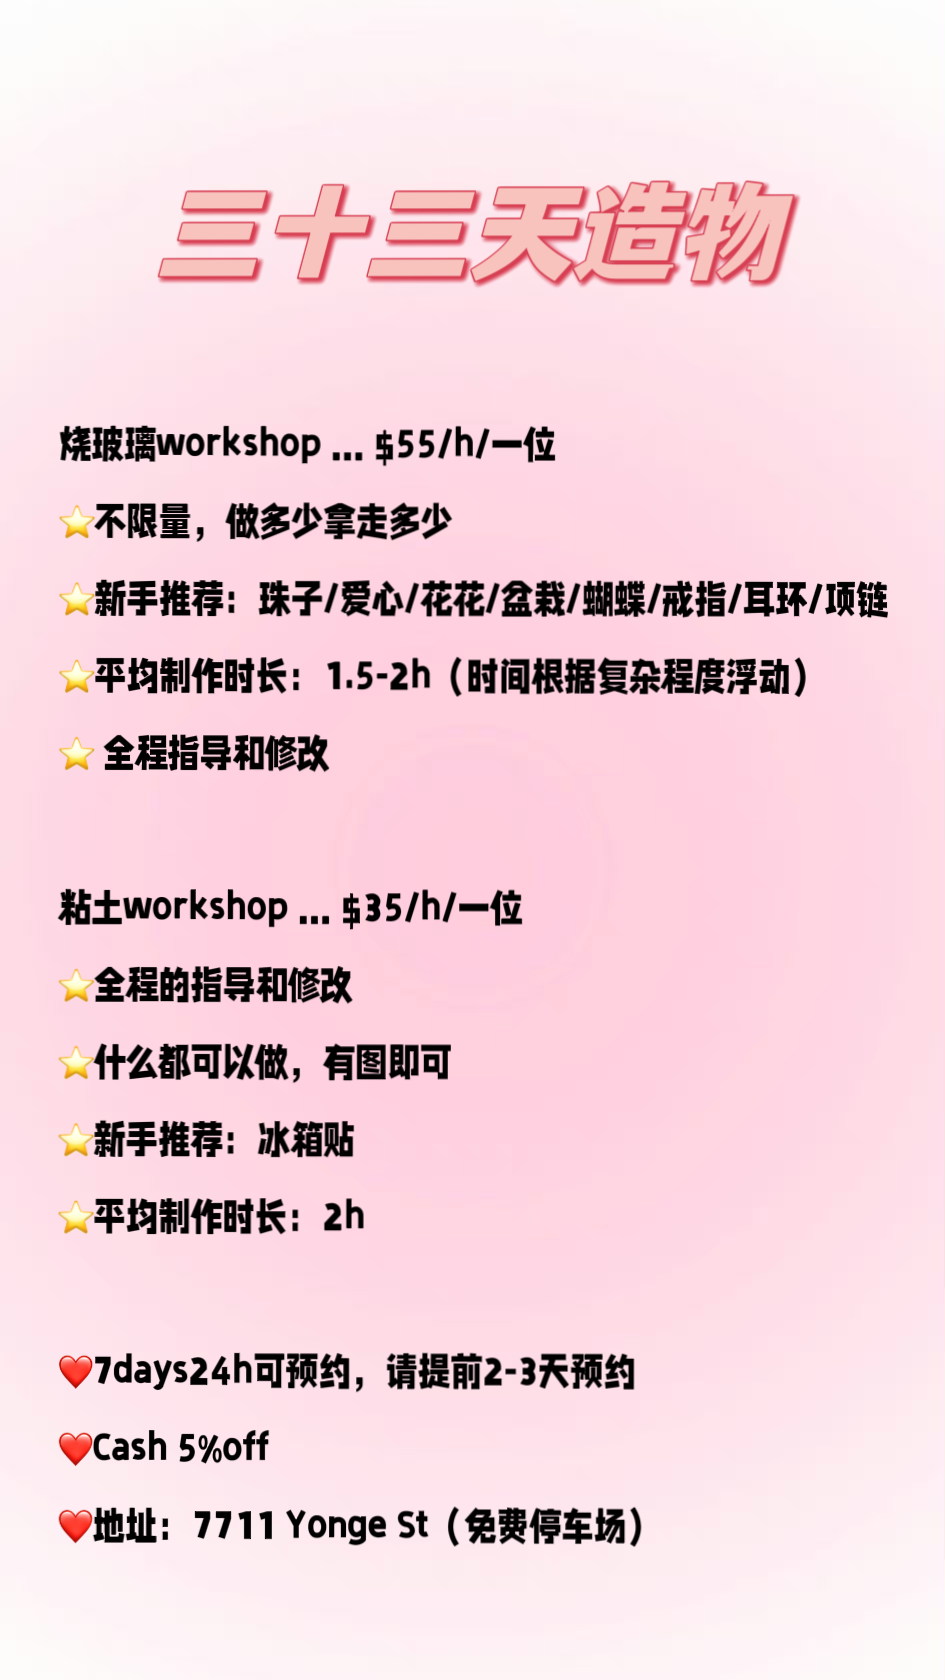 三十三天造物
烧玻璃workshop ... $55/h/一位
⭐不限量，做多少拿走多少
⭐新手推荐：珠子/爱心/花花/盆栽/蝴蝶/戒指/耳环/项链
⭐平均制作时长：1.5-2h（时间根据复杂程度浮动）
⭐ 全程指导和修改
粘土workshop ... $35/h/一位
⭐全程的指导和修改
⭐什么都可以做，有图即可
⭐新手推荐：冰箱贴
⭐平均制作时长：2h
❤️7days24h可预约，请提前2-3天预约
❤️Cash 5%off
❤️地址：7711 Yonge St（免费停车场）